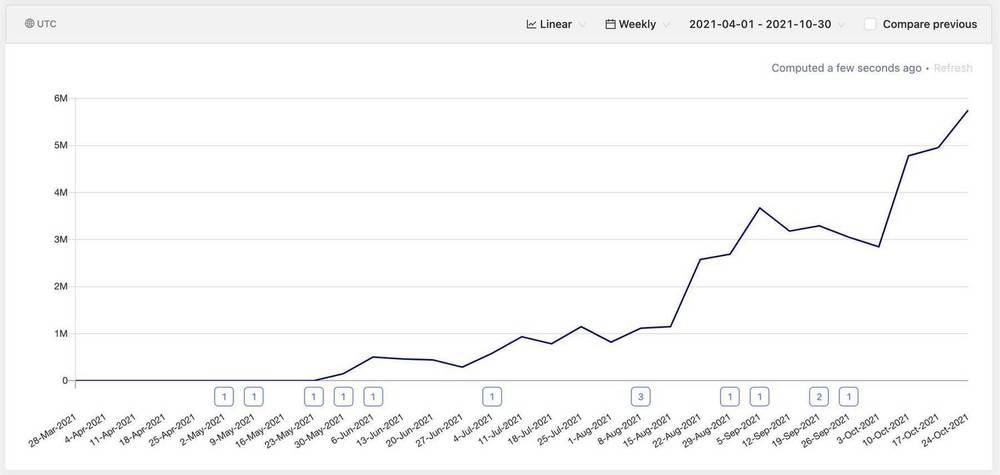 UTC Linear Weekly 2021-04-01 - 2021-10-30 Compare previous
Computed a few seconds ago • Refresh
6M
5M
4M
3M
2M
1M
0
1 1 1 1 1 1 3 1 1 2 1
28-Mar-2021 4-Apr-2021 11-Apr-2021 18-Apr-2021 25-Apr-2021 2-May-2021 9-May-2021 16-May-2021 23-May-2021 30-May-2021 6-Jun-2021 13-Jun-2021 20-Jun-2021 27-Jun-2021 4-Jul-2021 11-Jul-2021 18-Jul-2021 25-Jul-2021 1-Aug-2021 8-Aug-2021 15-Aug-2021 22-Aug-2021 29-Aug-2021 5-Sep-2021 12-Sep-2021 19-Sep-2021 26-Sep-2021 3-Oct-2021 10-Oct-2021 17-Oct-2021 24-Oct-2021